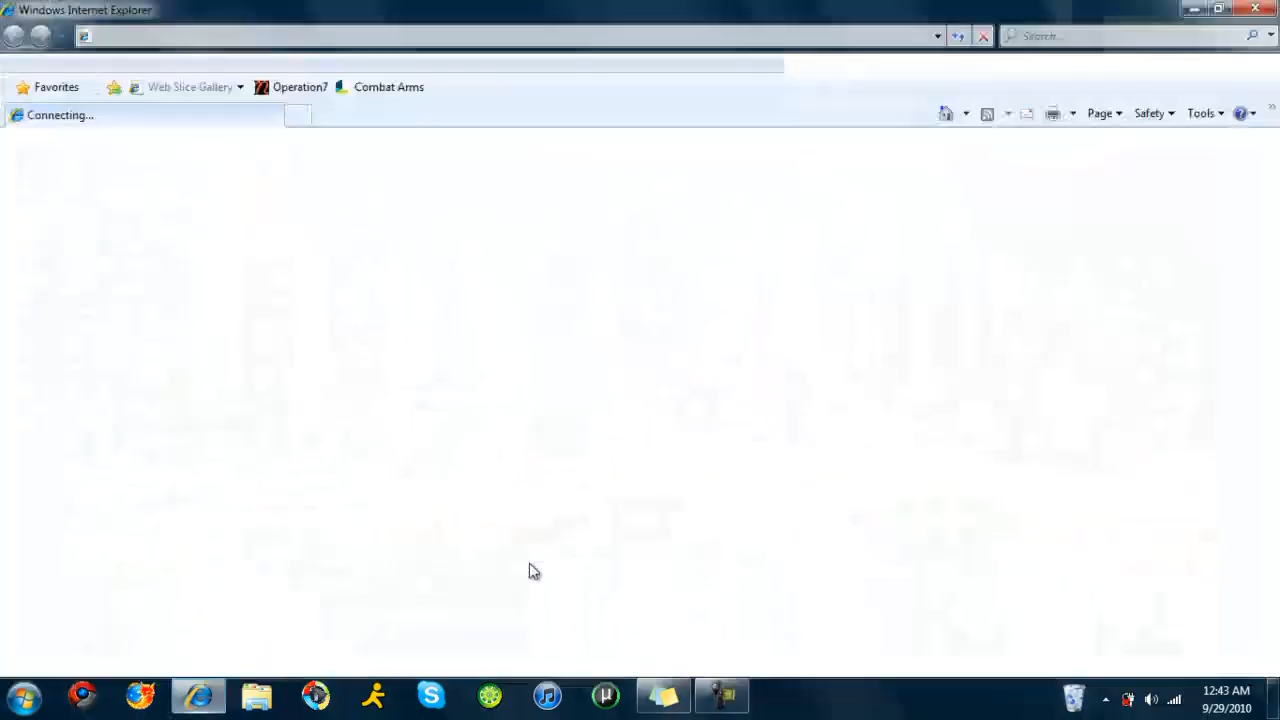 Windows Internet Explorer
Search...
Favorites Web Slice Gallery Operation7 Combat Arms
Connecting... Page Safety Tools
12:43 AM
9/29/2010